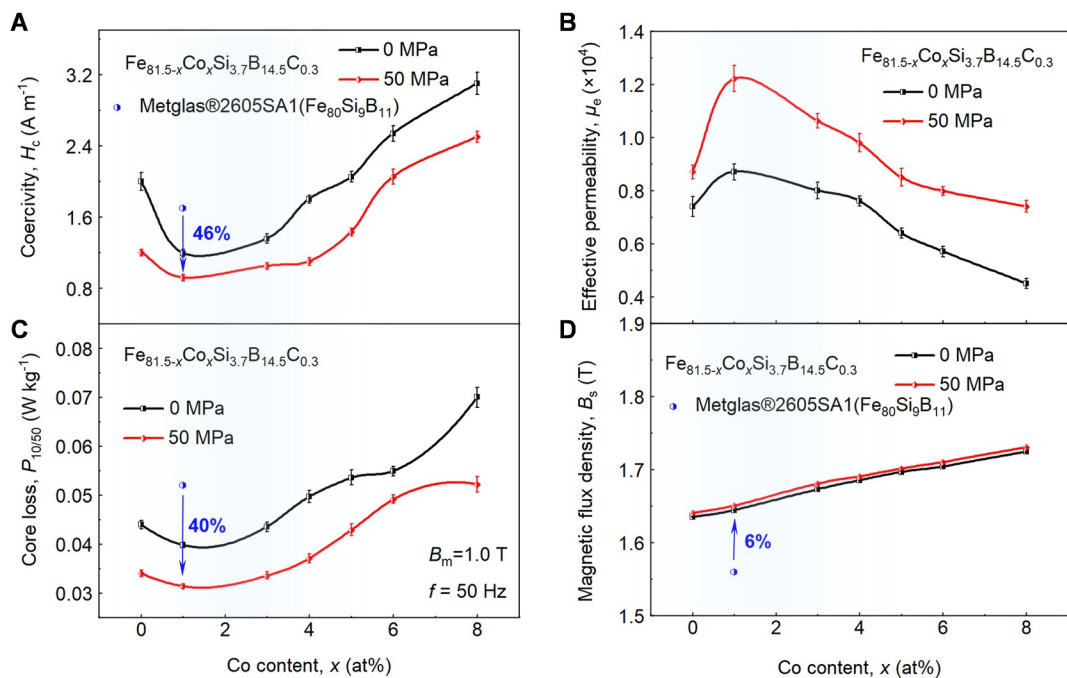 A
Coercivity, Hc (A m-1)
3.2
2.4
1.6
0.8
Fe81.5-xCoxSi3.7B14.5C0.3
0 MPa
50 MPa
Metglas®2605SA1(Fe80Si9B11)
46%
B
Effective permeability, μe (×10^4)
1.4
1.2
1.0
0.8
0.6
0.4
Fe81.5-xCoxSi3.7B14.5C0.3
0 MPa
50 MPa
C
Core loss, P10/50 (W kg-1)
0.08
0.07
0.06
0.05
0.04
0.03
Fe81.5-xCoxSi3.7B14.5C0.3
0 MPa
50 MPa
40%
Bm=1.0 T
f = 50 Hz
0 2 4 6 8
Co content, x (at%)
D
Magnetic flux density, Bs (T)
1.9
1.8
1.7
1.6
1.5
Fe81.5-xCoxSi3.7B14.5C0.3
0 MPa
50 MPa
Metglas®2605SA1(Fe80Si9B11)
6%
0 2 4 6 8
Co content, x (at%)